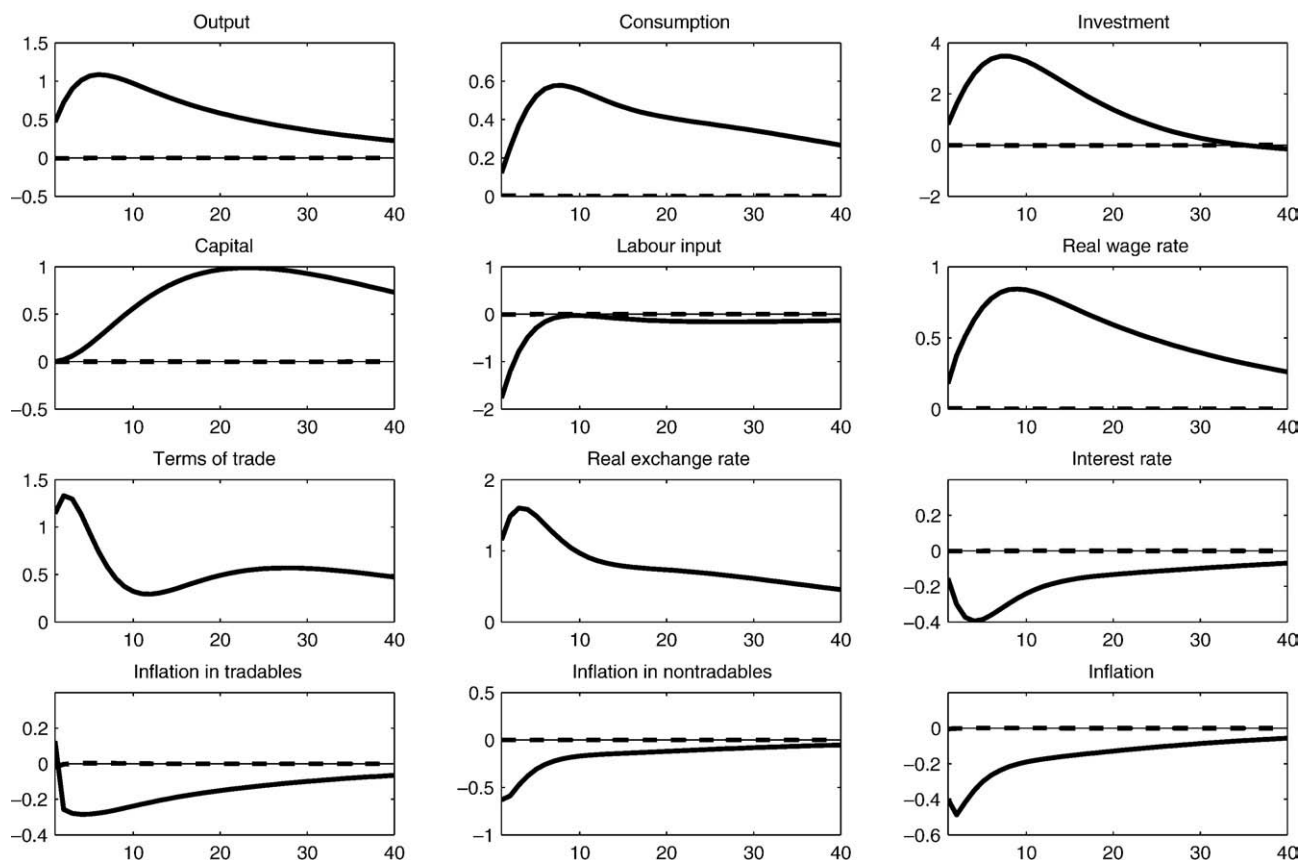 Output
1.5
1
0.5
0
−0.5
10 20 30 40
Consumption
0.6
0.4
0.2
0
10 20 30 40
Investment
4
2
0
−2
10 20 30 40
Capital
1
0.5
0
−0.5
10 20 30 40
Labour input
1
0
−1
−2
10 20 30 40
Real wage rate
1
0.5
0
10 20 30 40
Terms of trade
1.5
1
0.5
0
10 20 30 40
Real exchange rate
2
1
0
10 20 30 40
Interest rate
0.2
0
−0.2
−0.4
10 20 30 40
Inflation in tradables
0.2
0
−0.2
−0.4
10 20 30 40
Inflation in nontradables
0.5
0
−0.5
−1
10 20 30 40
Inflation
0
−0.2
−0.4
−0.6
10 20 30 40